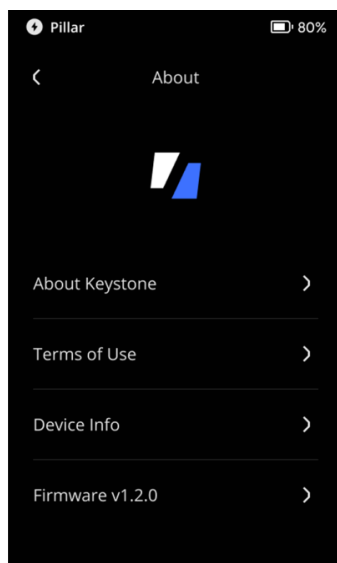 Pillar
80%
About
About Keystone
Terms of Use
Device Info
Firmware v1.2.0